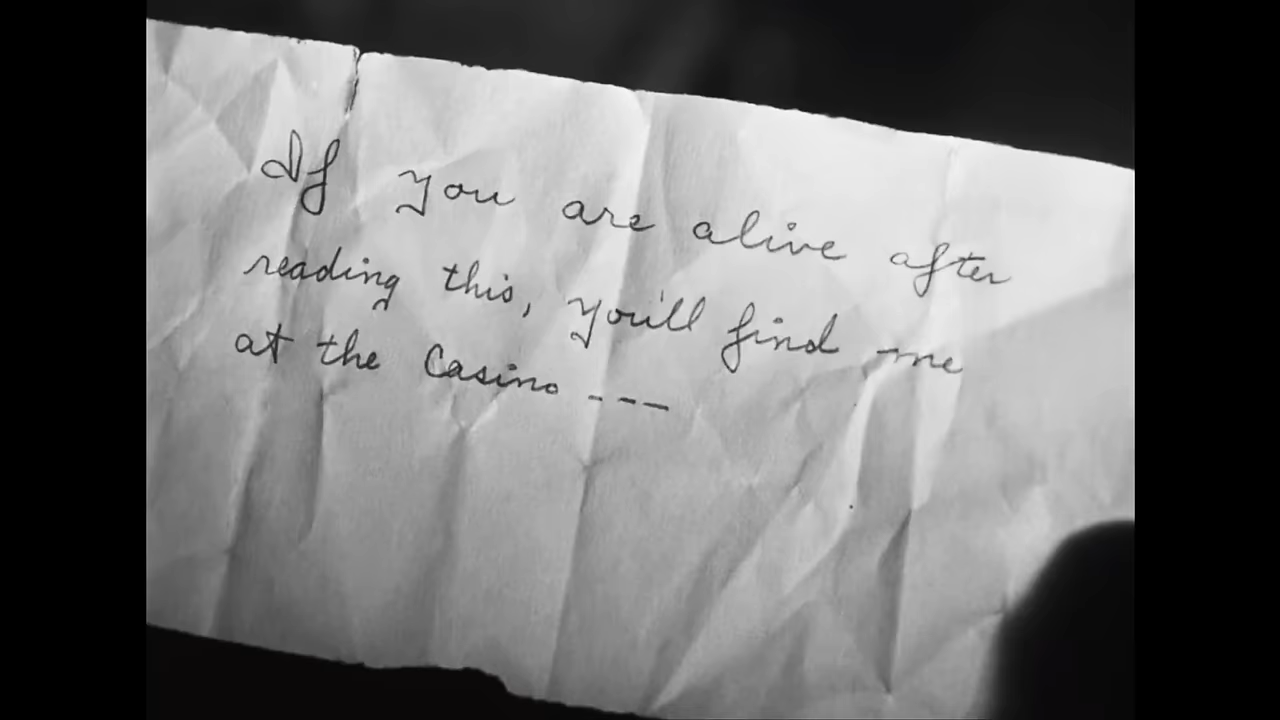 If you are alive after
reading this, you'll find me
at the Casino ---